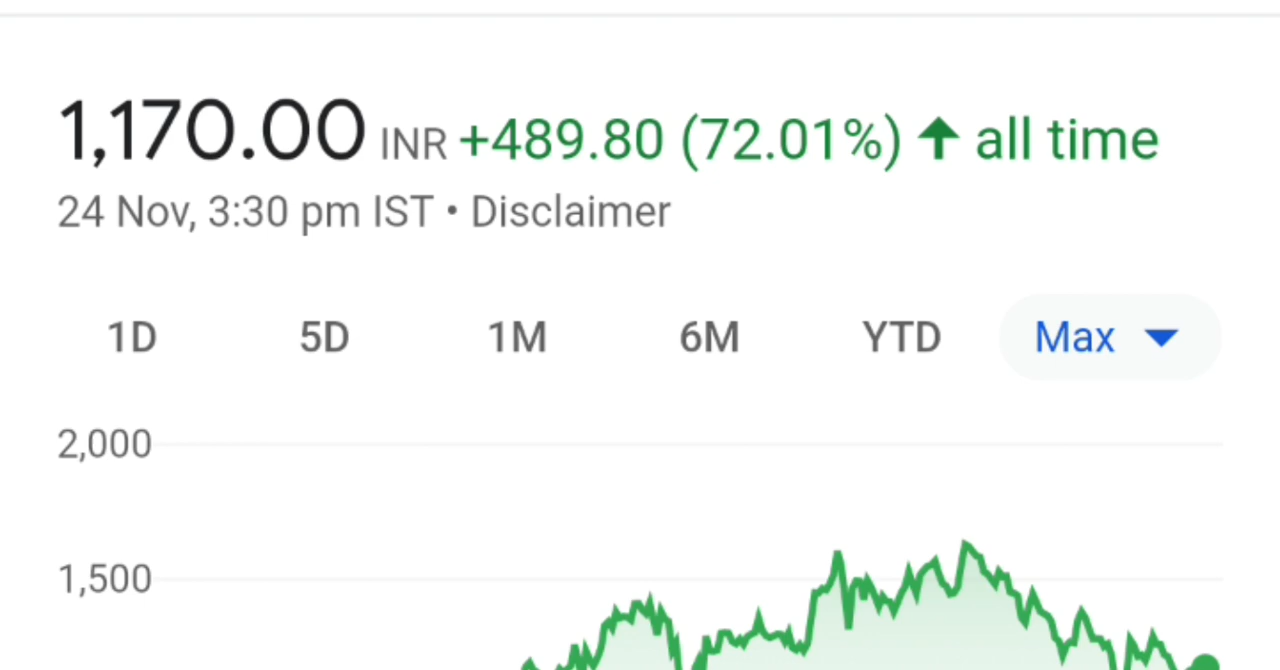 1,170.00 INR +489.80 (72.01%) ↑ all time
24 Nov, 3:30 pm IST • Disclaimer
1D 5D 1M 6M YTD Max
2,000
1,500